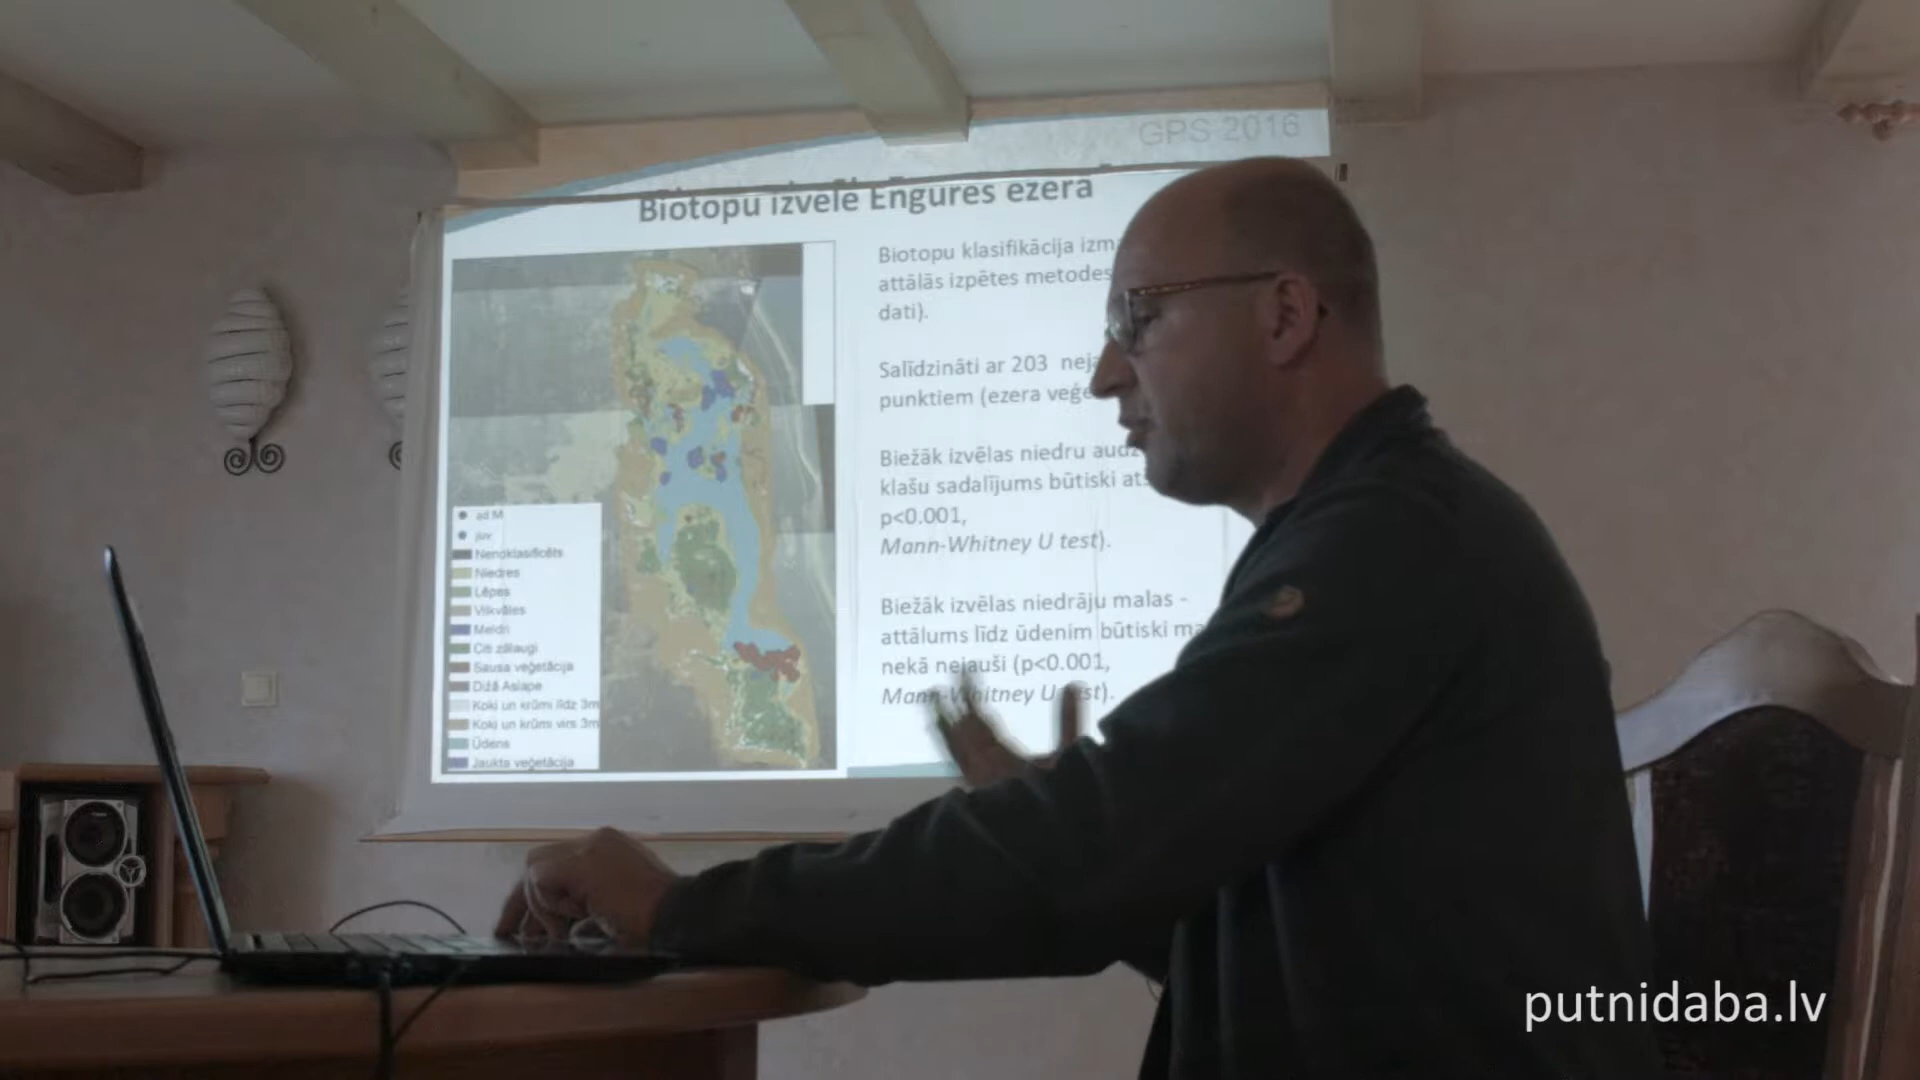 GPS 2016
Biotopu izvēle Engures ezerā
Biotopu klasifikācija
attālās izpētes metodes
dati).
Salīdzināti ar 203
punktiem (ezera
Biežāk izvēlas niedru
klašu sadalījums būtiski
p<0.001,
Mann-Whitney U test).
Biežāk izvēlas niedrāju malas -
attālums līdz ūdenim būtiski
nekā nejauši (p<0.001,
Mann-Whitney U test).
ad M
juv
Nenoklasificēts
Niedres
Lēpes
Vilkvāles
Meldri
Citi zālaugi
Sausa veģetācija
Dižā Aslape
Koki un krūmi līdz 3m
Koki un krūmi virs 3m
Ūdens
Jaukta veģetācija
putnidaba.lv